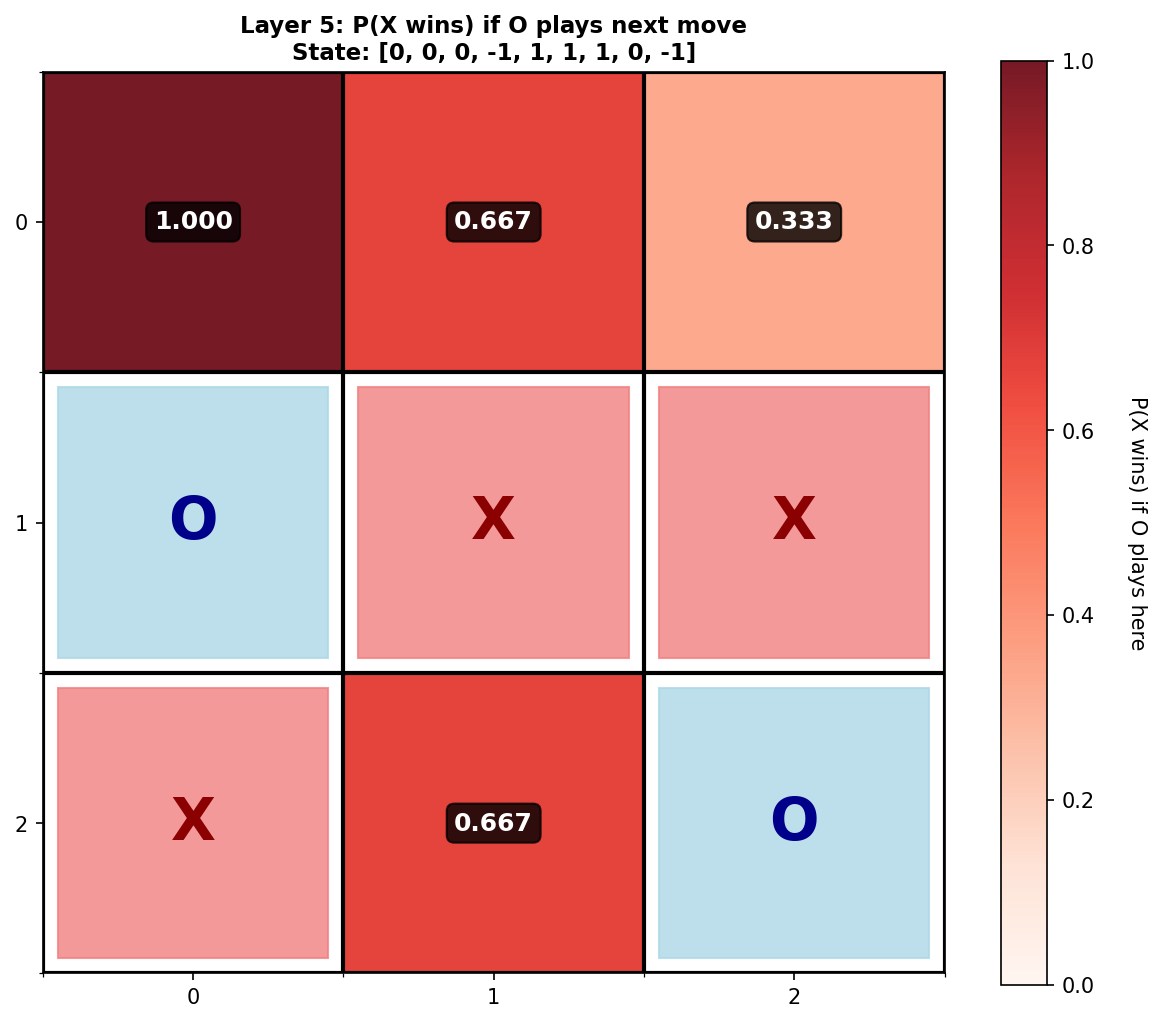 Layer 5: P(X wins) if O plays next move
State: [0, 0, 0, -1, 1, 1, 1, 0, -1]
1.0
0.8
0.6
0.4
0.2
0.0
P(X wins) if O plays here
0
1.000
0.667
0.333
1
O
X
X
2
X
0.667
O
0
1
2